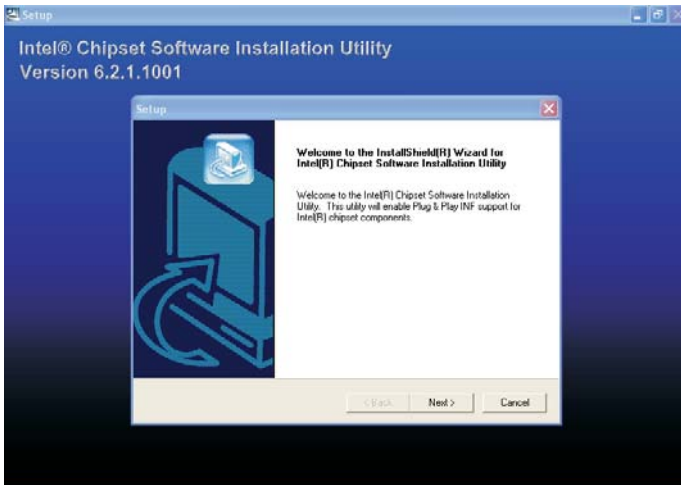 Setup
Intel® Chipset Software Installation Utility
Version 6.2.1.1001
Setup
Welcome to the InstallShield(R) Wizard for
Intel(R) Chipset Software Installation Utility
Welcome to the Intel(R) Chipset Software Installation
Utility. This utility will enable Plug & Play INF support for
Intel(R) chipset components.
< Back
Next >
Cancel